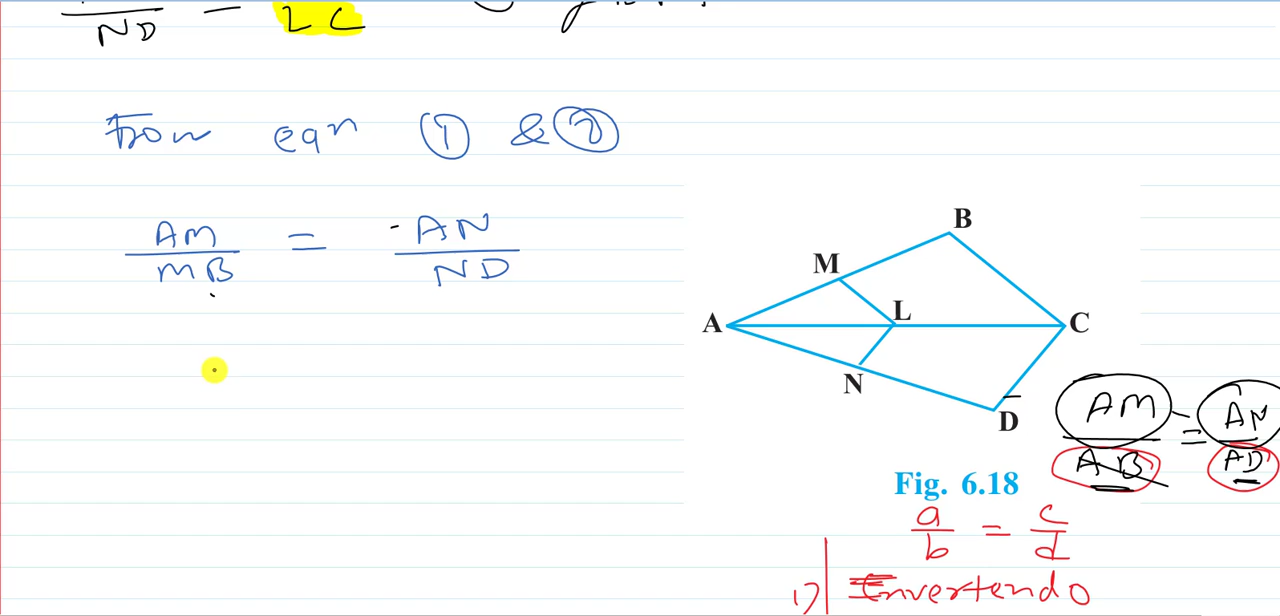 ND = LC
From eqn ① & ②
AM/MB = AN/ND
B
M
A L C
N
D
AM/AB = AN/AD
Fig. 6.18
a/b = c/d
1) Invertendo